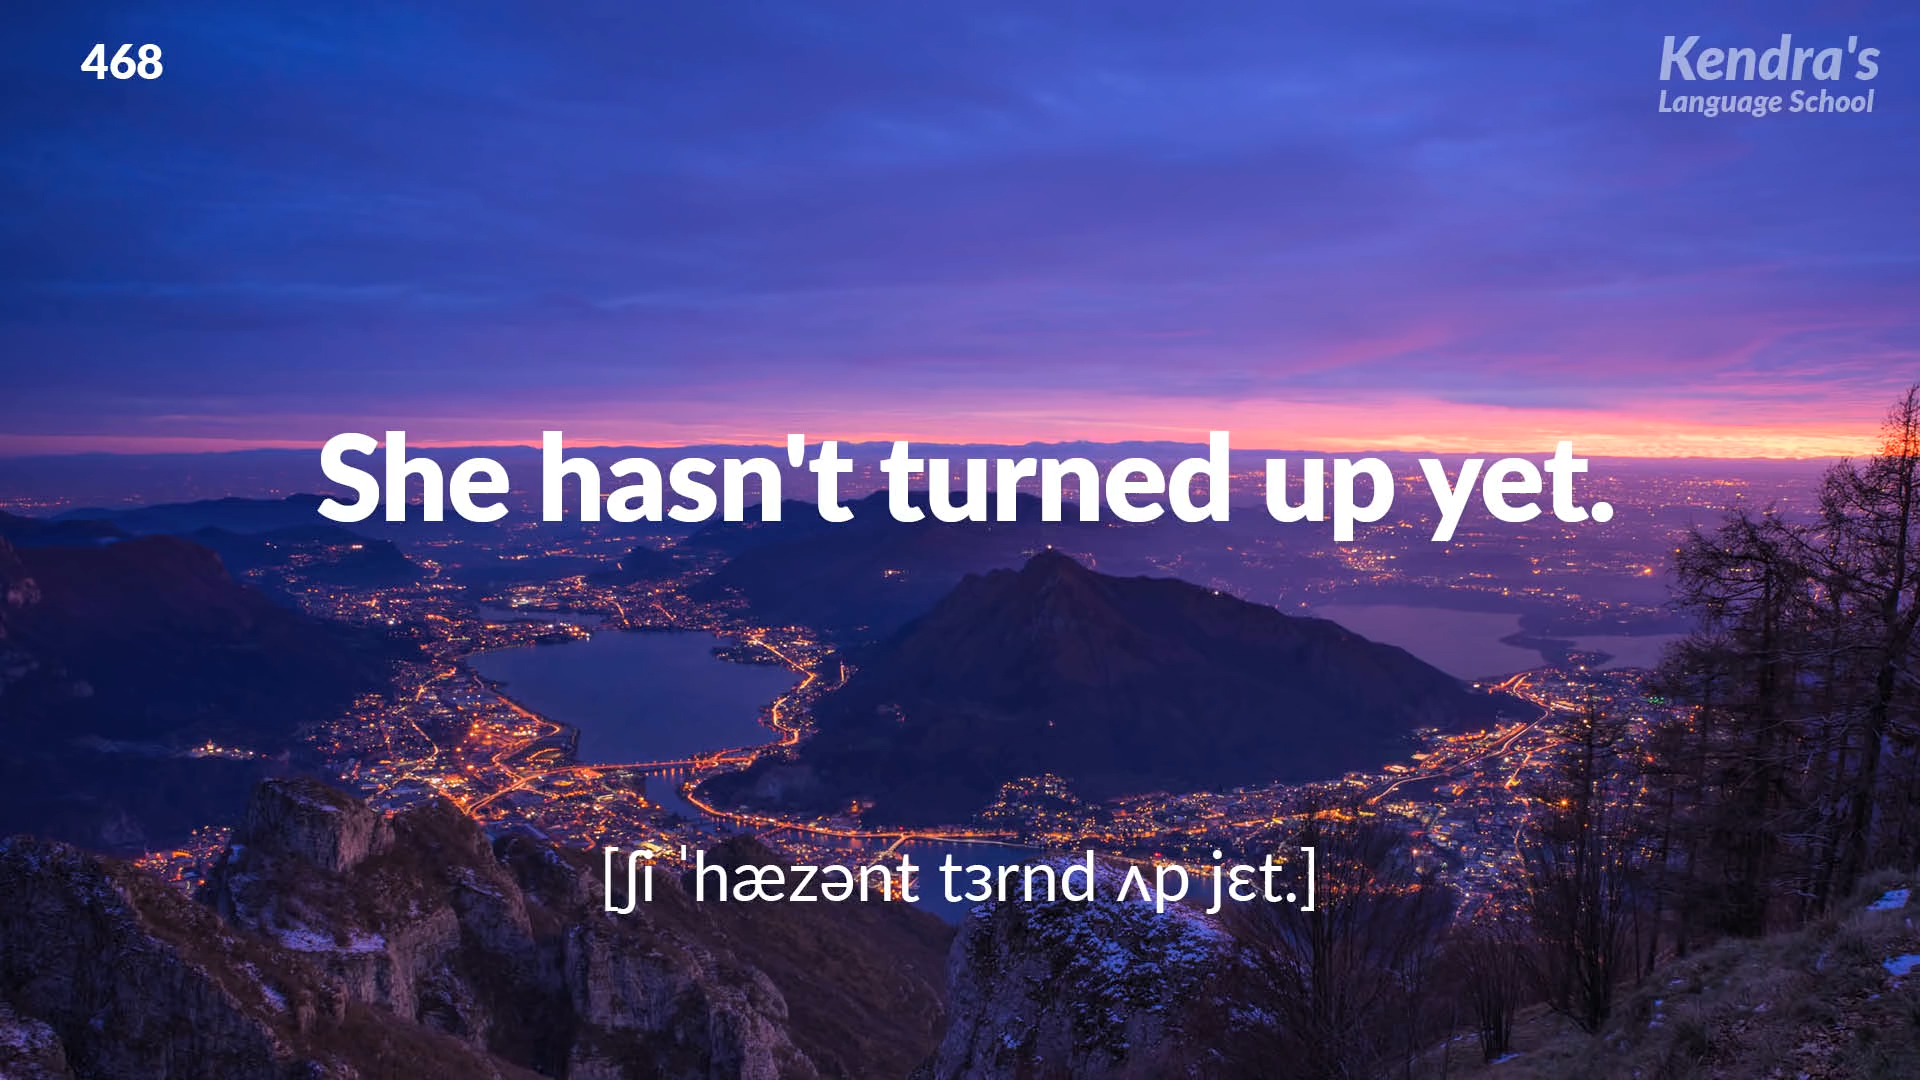 468
Kendra's
Language School
She hasn't turned up yet.
[ʃi ˈhæzənt tɜrnd ʌp jɛt.]